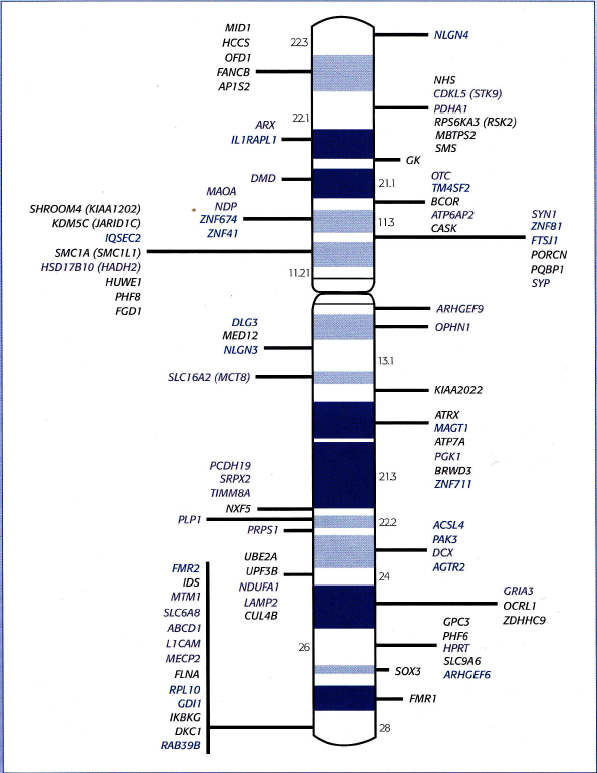 MID1
HCCS
OFD1
FANCB
AP1S2
22.3
NLGN4
NHS
CDKL5 (STK9)
PDHA1
RPS6KA3 (RSK2)
MBTPS2
SMS
22.1
ARX
IL1RAPL1
GK
DMD
21.1
OTC
TM4SF2
BCOR
ATP6AP2
CASK
MAOA
NDP
ZNF674
ZNF41
11.3
SYN1
ZNF81
FTSJ1
PORCN
PQBP1
SYP
SHROOM4 (KIAA1202)
KDM5C (JARID1C)
IQSEC2
SMC1A (SMC1L1)
HSD17B10 (HADH2)
HUWE1
PHF8
FGD1
11.21
ARHGEF9
OPHN1
DLG3
MED12
NLGN3
13.1
SLC16A2 (MCT8)
KIAA2022
ATRX
MAGT1
ATP7A
PGK1
BRWD3
ZNF711
21.3
PCDH19
SRPX2
TIMM8A
NXF5
PLP1
PRPS1
22.2
ACSL4
PAK3
DCX
AGTR2
UBE2A
UPF3B
NDUFA1
LAMP2
CUL4B
24
GRIA3
OCRL1
ZDHHC9
GPC3
PHF6
HPRT
SLC9A6
ARHGEF6
26
SOX3
FMR1
FMR2
IDS
MTM1
SLC6A8
ABCD1
L1CAM
MECP2
FLNA
RPL10
GDI1
IKBKG
DKC1
RAB39B
28